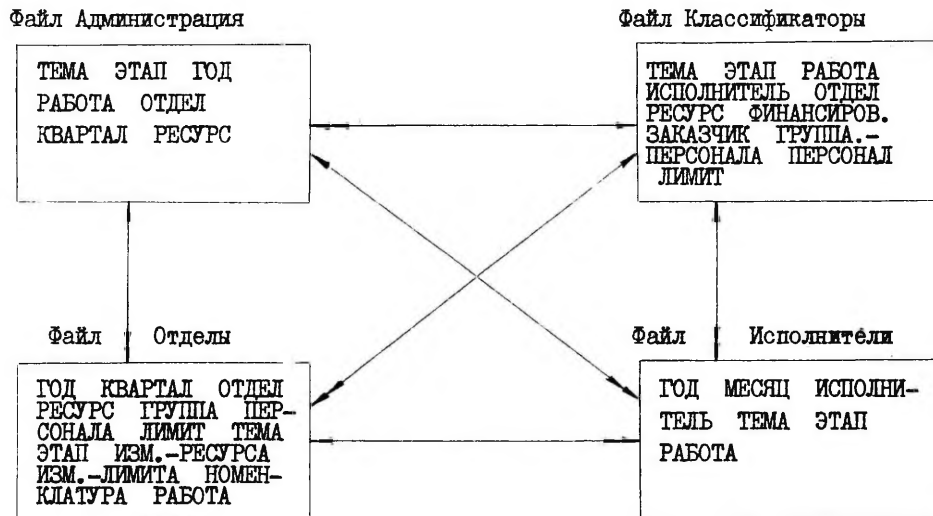 Файл Администрация
ТЕМА ЭТАП ГОД
РАБОТА ОТДЕЛ
КВАРТАЛ РЕСУРС
Файл Классификаторы
ТЕМА ЭТАП РАБОТА
ИСПОЛНИТЕЛЬ ОТДЕЛ
РЕСУРС ФИНАНСИРОВ.
ЗАКАЗЧИК ГРУППА.-
ПЕРСОНАЛА ПЕРСОНАЛ
ЛИМИТ
Файл Отделы
ГОД КВАРТАЛ ОТДЕЛ
РЕСУРС ГРУППА ПЕР-
СОНАЛА ЛИМИТ ТЕМА
ЭТАП ИЗМ.-РЕСУРСА
ИЗМ.-ЛИМИТА НОМЕН-
КЛАТУРА РАБОТА
Файл Исполнители
ГОД МЕСЯЦ ИСПОЛНИ-
ТЕЛЬ ТЕМА ЭТАП
РАБОТА